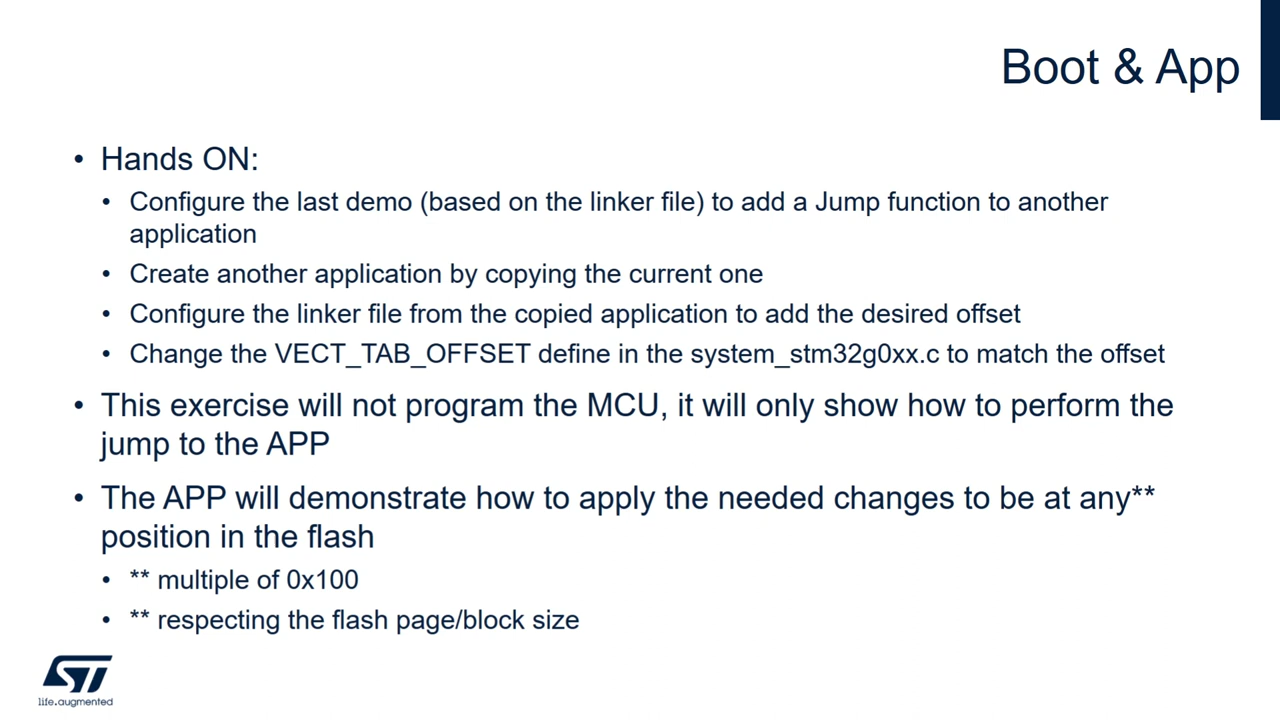 Boot & App
• Hands ON:
• Configure the last demo (based on the linker file) to add a Jump function to another
application
• Create another application by copying the current one
• Configure the linker file from the copied application to add the desired offset
• Change the VECT_TAB_OFFSET define in the system_stm32g0xx.c to match the offset
• This exercise will not program the MCU, it will only show how to perform the
jump to the APP
• The APP will demonstrate how to apply the needed changes to be at any**
position in the flash
• ** multiple of 0x100
• ** respecting the flash page/block size
ST
life.augmented